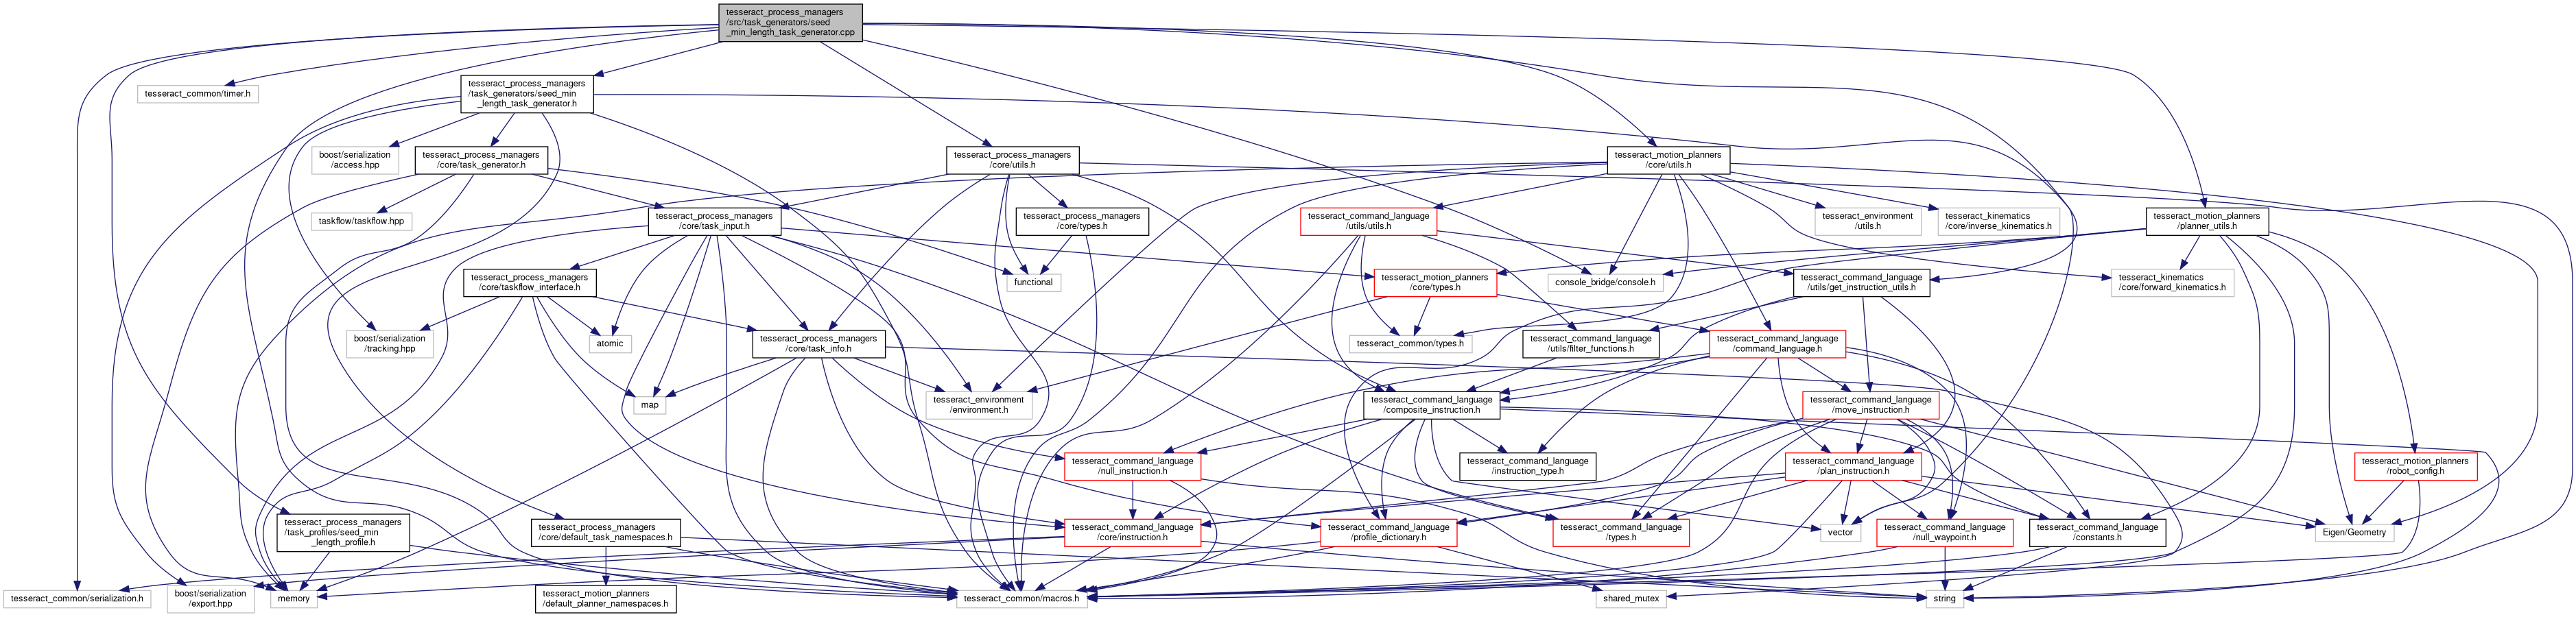 tesseract_process_managers
/src/task_generators/seed
_min_length_task_generator.cpp
tesseract_common/timer.h
tesseract_process_managers
/task_generators/seed_min
_length_task_generator.h
boost/serialization
/access.hpp
tesseract_process_managers
/core/task_generator.h
tesseract_process_managers
/core/utils.h
tesseract_motion_planners
/core/utils.h
taskflow/taskflow.hpp
tesseract_process_managers
/core/task_input.h
tesseract_process_managers
/core/types.h
tesseract_command_language
/utils/utils.h
tesseract_environment
/utils.h
tesseract_kinematics
/core/inverse_kinematics.h
tesseract_motion_planners
/planner_utils.h
tesseract_process_managers
/core/taskflow_interface.h
functional
tesseract_motion_planners
/core/types.h
console_bridge/console.h
tesseract_command_language
/utils/get_instruction_utils.h
tesseract_kinematics
/core/forward_kinematics.h
boost/serialization
/tracking.hpp
atomic
tesseract_process_managers
/core/task_info.h
tesseract_common/types.h
tesseract_command_language
/utils/filter_functions.h
tesseract_command_language
/command_language.h
map
tesseract_environment
/environment.h
tesseract_command_language
/composite_instruction.h
tesseract_command_language
/move_instruction.h
tesseract_command_language
/null_instruction.h
tesseract_command_language
/instruction_type.h
tesseract_command_language
/plan_instruction.h
tesseract_motion_planners
/robot_config.h
tesseract_process_managers
/task_profiles/seed_min
_length_profile.h
tesseract_process_managers
/core/default_task_namespaces.h
tesseract_command_language
/core/instruction.h
tesseract_command_language
/profile_dictionary.h
tesseract_command_language
/types.h
vector
tesseract_command_language
/null_waypoint.h
tesseract_command_language
/constants.h
Eigen/Geometry
tesseract_common/serialization.h
boost/serialization
/export.hpp
memory
tesseract_motion_planners
/default_planner_namespaces.h
tesseract_common/macros.h
shared_mutex
string